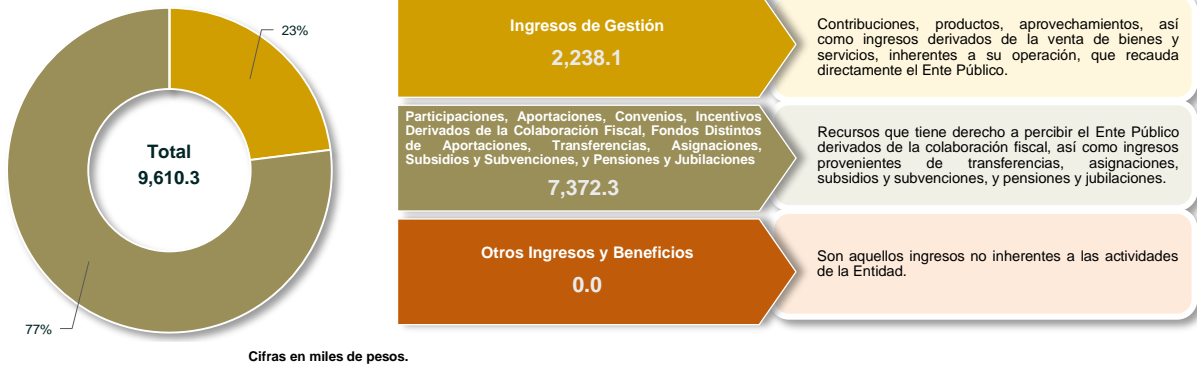 23%
Total
9,610.3
77%
Ingresos de Gestión
2,238.1
Contribuciones, productos, aprovechamientos, así
como ingresos derivados de la venta de bienes y
servicios, inherentes a su operación, que recauda
directamente el Ente Público.
Participaciones, Aportaciones, Convenios, Incentivos
Derivados de la Colaboración Fiscal, Fondos Distintos
de Aportaciones, Transferencias, Asignaciones,
Subsidios y Subvenciones, y Pensiones y Jubilaciones
7,372.3
Recursos que tiene derecho a percibir el Ente Público
derivados de la colaboración fiscal, así como ingresos
provenientes de transferencias, asignaciones,
subsidios y subvenciones, y pensiones y jubilaciones.
Otros Ingresos y Beneficios
0.0
Son aquellos ingresos no inherentes a las actividades
de la Entidad.
Cifras en miles de pesos.